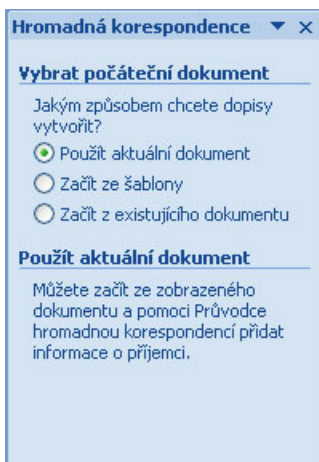 Hromadná korespondence
Vybrat počáteční dokument
Jakým způsobem chcete dopisy
vytvořit?
Použít aktuální dokument
Začít ze šablony
Začít z existujícího dokumentu
Použít aktuální dokument
Můžete začít ze zobrazeného
dokumentu a pomoci Průvodce
hromadnou korespondencí přidat
informace o příjemci.